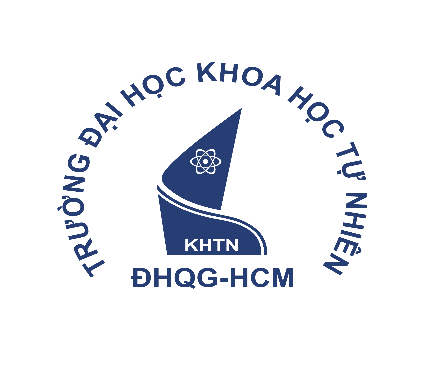 TRƯỜNG ĐẠI HỌC KHOA HỌC TỰ NHIÊN
KHTN
ĐHQG-HCM